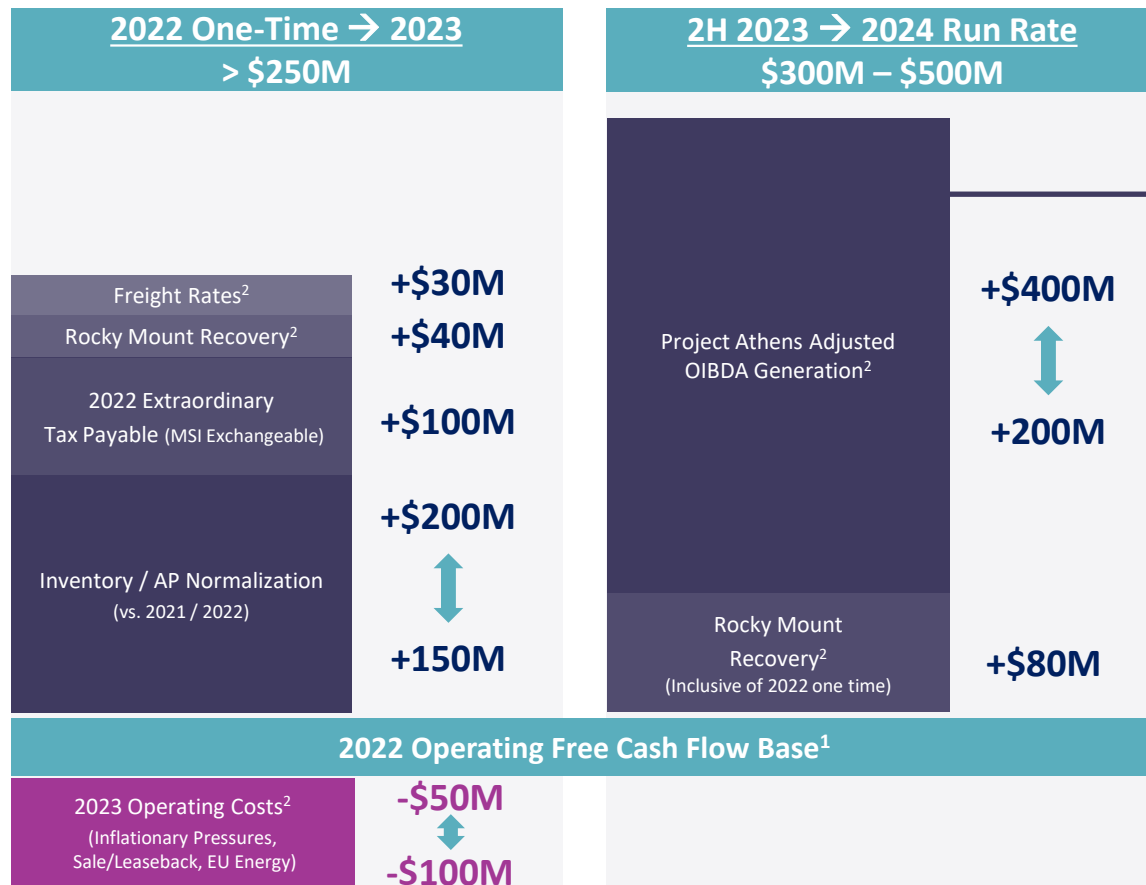 2022 One-Time → 2023
> $250M
Freight Rates2
+$30M
Rocky Mount Recovery2
+$40M
2022 Extraordinary
Tax Payable (MSI Exchangeable)
+$100M
Inventory / AP Normalization
(vs. 2021 / 2022)
+$200M
+150M
2H 2023 → 2024 Run Rate
$300M – $500M
Project Athens Adjusted
OIBDA Generation2
+$400M
+200M
Rocky Mount
Recovery2
(Inclusive of 2022 one time)
+$80M
2022 Operating Free Cash Flow Base1
2023 Operating Costs2
(Inflationary Pressures,
Sale/Leaseback, EU Energy)
-$50M
-$100M